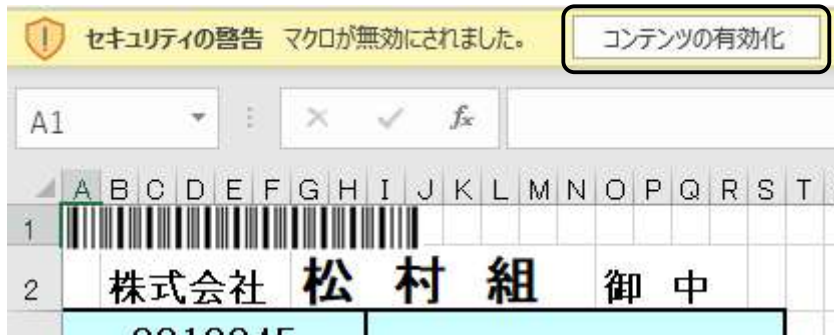 セキュリティの警告 マクロが無効にされました。 コンテンツの有効化
A1 fx
A B C D E F G H I J K L M N O P Q R S T
1
2 株式会社 松村組 御中